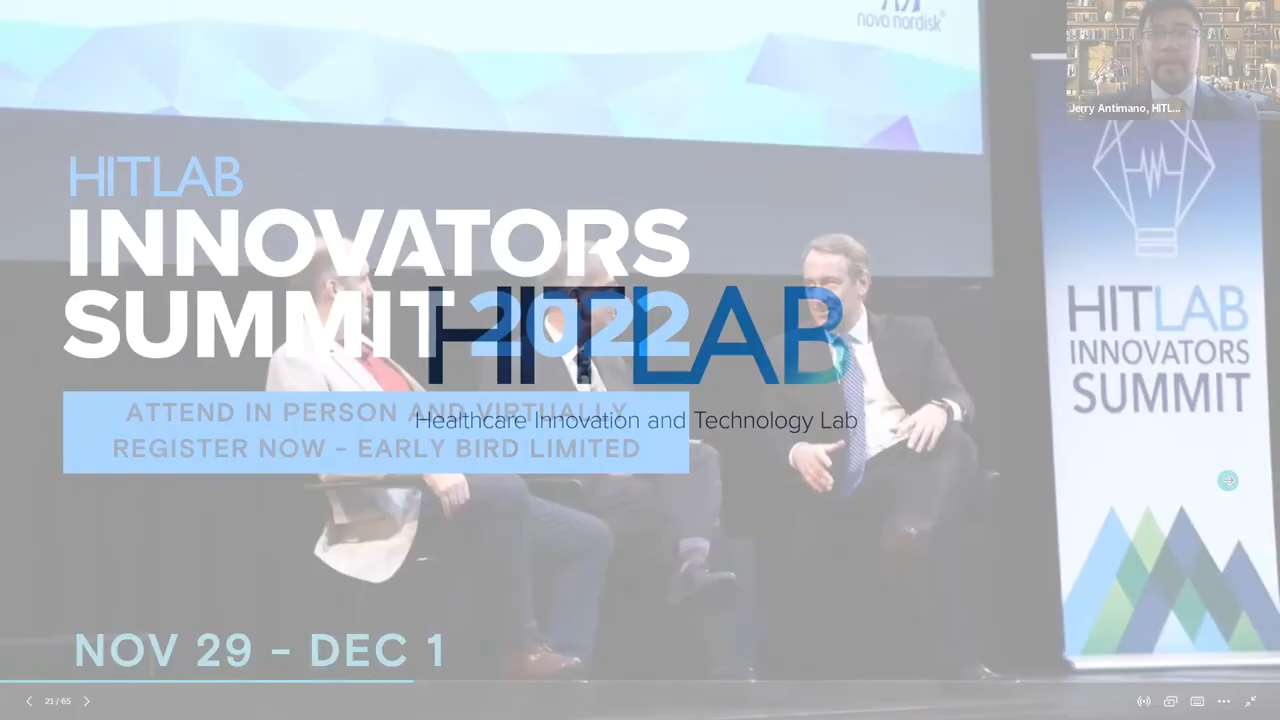 nova nordisk
Jerry Antimano, HITL...
HITLAB
INNOVATORS
SUMMIT 2022
HITLAB
ATTEND IN PERSON AND VIRTUALLY
Healthcare Innovation and Technology Lab
REGISTER NOW - EARLY BIRD LIMITED
HITLAB
INNOVATORS
SUMMIT
NOV 29 - DEC 1
21 / 65